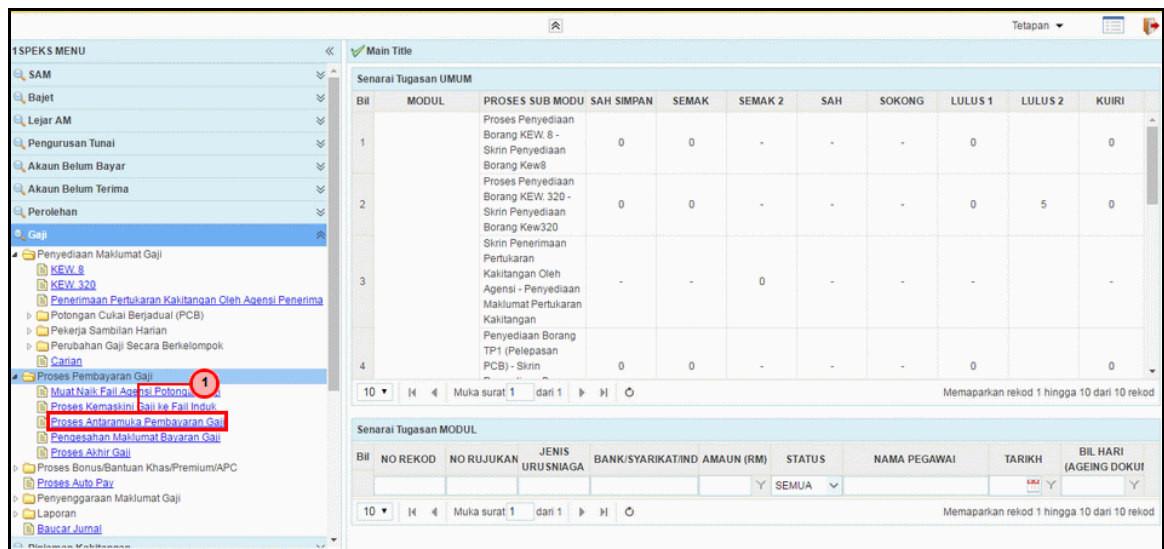 Tetapan
1SPEKS MENU
SAM
Bajet
Lejar AM
Pengurusan Tunai
Akaun Belum Bayar
Akaun Belum Terima
Perolehan
Gaji
Penyediaan Maklumat Gaji
KEW. 8
KEW. 320
Penerimaan Pertukaran Kakitangan Oleh Agensi Penerima
Potongan Cukai Berjadual (PCB)
Pekerja Sambilan Harian
Perubahan Gaji Secara Berkelompok
Carian
Proses Pembayaran Gaji
1
Muat Naik Fail Agensi
Proses Kemaskini Gaji ke Fail Induk
Proses Antaramuka Pembayaran Gaji
Pengesahan Maklumat Bayaran Gaji
Proses Akhir Gaji
Proses Bonus/Bantuan Khas/Premium/APC
Proses Auto Pay
Penyenggaraan Maklumat Gaji
Laporan
Baucar Jurnal
Pinjaman Kakitangan
Main Title
Senarai Tugasan UMUM
Bil MODUL PROSES SUB MODU SAH SIMPAN SEMAK SEMAK 2 SAH SOKONG LULUS 1 LULUS 2 KUIRI
Proses Penyediaan
Borang KEW. 8 -
1 Skrin Penyediaan 0 0 - - - 0 0
Borang Kew8
Proses Penyediaan
Borang KEW. 320 -
2 Skrin Penyediaan 0 0 - - - 0 5 0
Borang Kew320
Skrin Penerimaan
Pertukaran
Kakitangan Oleh
3 Agensi - Penyediaan - - 0 - - - -
Maklumat Pertukaran
Kakitangan
Penyediaan Borang
TP1 (Pelepasan
4 PCB) - Skrin 0 0 - - - 0 0
10 Muka surat 1 dari 1 Memaparkan rekod 1 hingga 10 dari 10 rekod
Senarai Tugasan MODUL
Bil NO REKOD NO RUJUKAN JENIS URUSNIAGA BANK/SYARIKAT/IND AMAUN (RM) STATUS NAMA PEGAWAI TARIKH BIL HARI (AGEING DOKUI
SEMUA
10 Muka surat 1 dari 1 Memaparkan rekod 1 hingga 10 dari 10 rekod